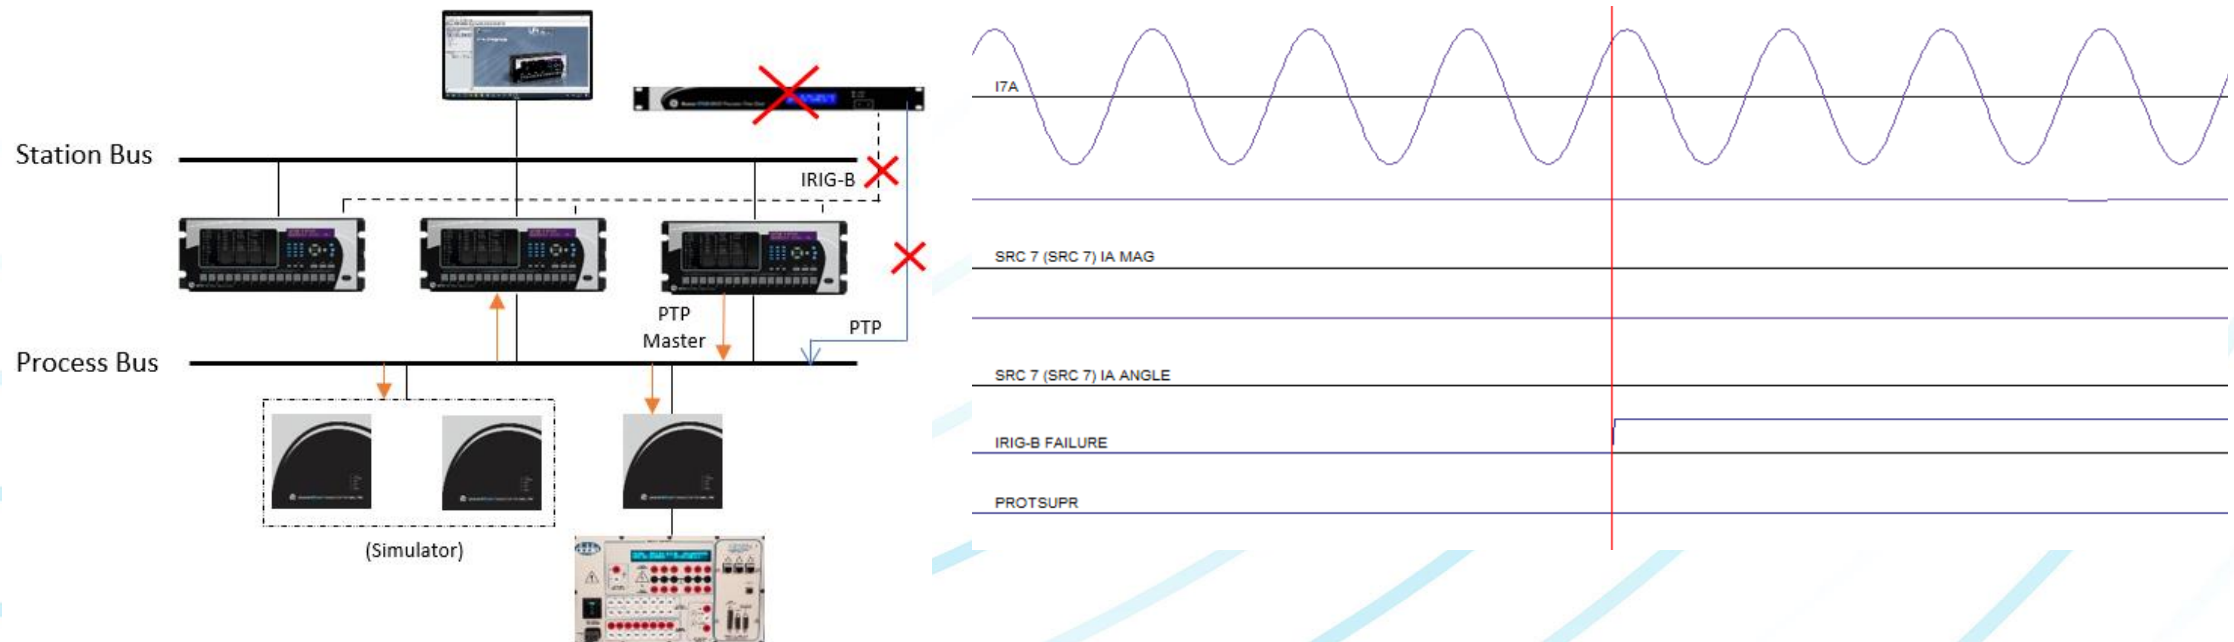 Station Bus
IRIG-B
PTP
Master
PTP
Process Bus
(Simulator)
I7A
SRC 7 (SRC 7) IA MAG
SRC 7 (SRC 7) IA ANGLE
IRIG-B FAILURE
PROTSUPR